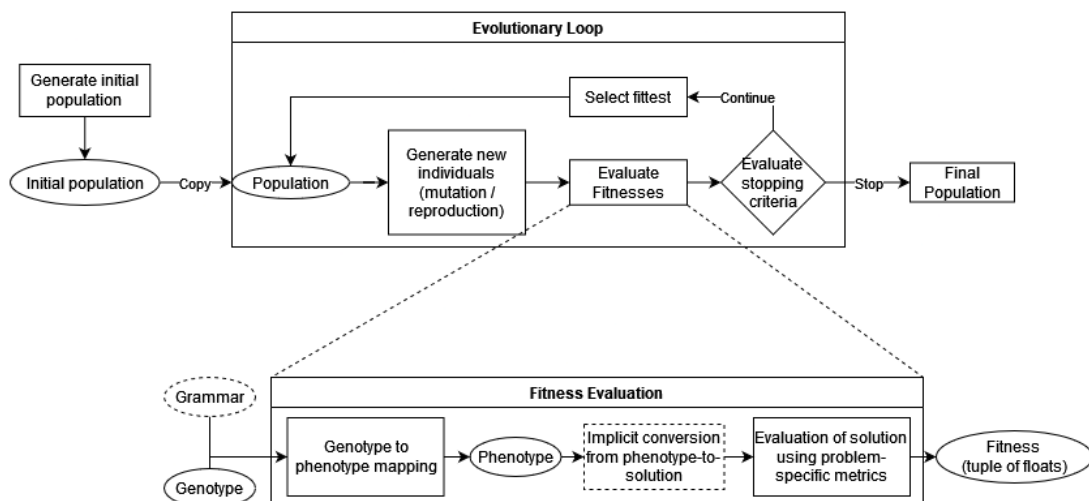 Evolutionary Loop
Generate initial
population
Select fittest
Continue
Initial population
Copy
Population
Generate new
individuals
(mutation /
reproduction)
Evaluate
Fitnesses
Evaluate
stopping
criteria
Stop
Final
Population
Fitness Evaluation
Grammar
Genotype
Genotype to
phenotype mapping
Phenotype
Implicit conversion
from phenotype-to-
solution
Evaluation of solution
using problem-
specific metrics
Fitness
(tuple of floats)